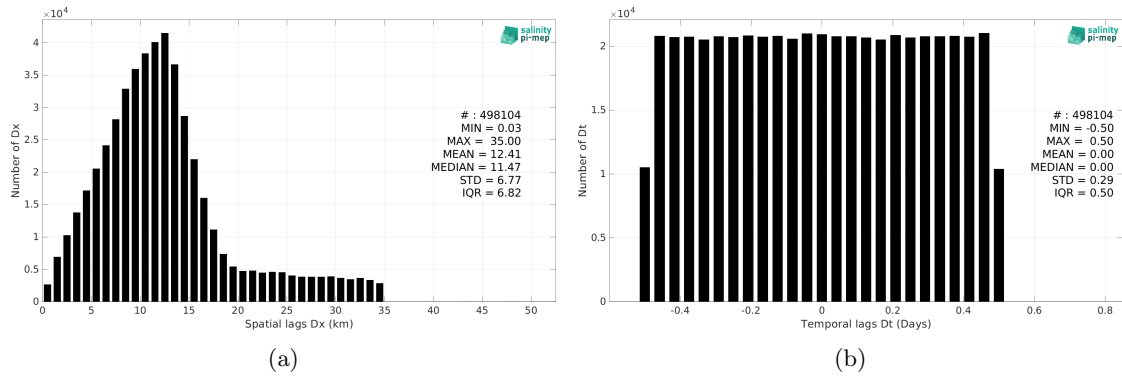 ×10⁴
4
3.5
3
2.5
2
1.5
1
0.5
0
Number of Dx
0 5 10 15 20 25 30 35 40 45 50
Spatial lags Dx (km)
salinity
pi-mep
# : 498104
MIN = 0.03
MAX = 35.00
MEAN = 12.41
MEDIAN = 11.47
STD = 6.77
IQR = 6.82
(a)
×10⁴
2
1.5
1
0.5
0
Number of Dt
-0.4 -0.2 0 0.2 0.4 0.6 0.8
Temporal lags Dt (Days)
salinity
pi-mep
# : 498104
MIN = -0.50
MAX = 0.50
MEAN = 0.00
MEDIAN = 0.00
STD = 0.29
IQR = 0.50
(b)